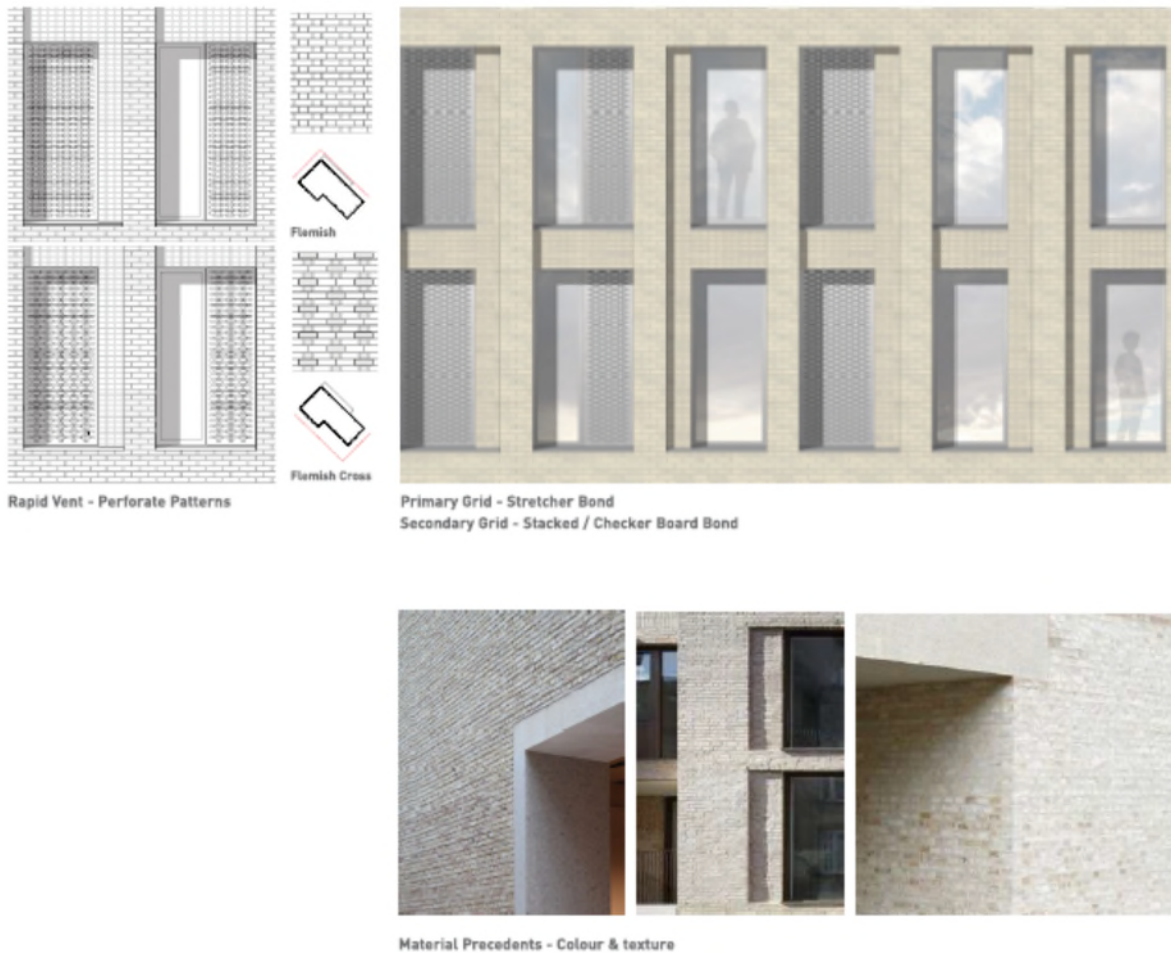 Flemish
Flemish Cross
Rapid Vent - Perforate Patterns
Primary Grid - Stretcher Bond
Secondary Grid - Stacked / Checker Board Bond
Material Precedents - Colour & texture